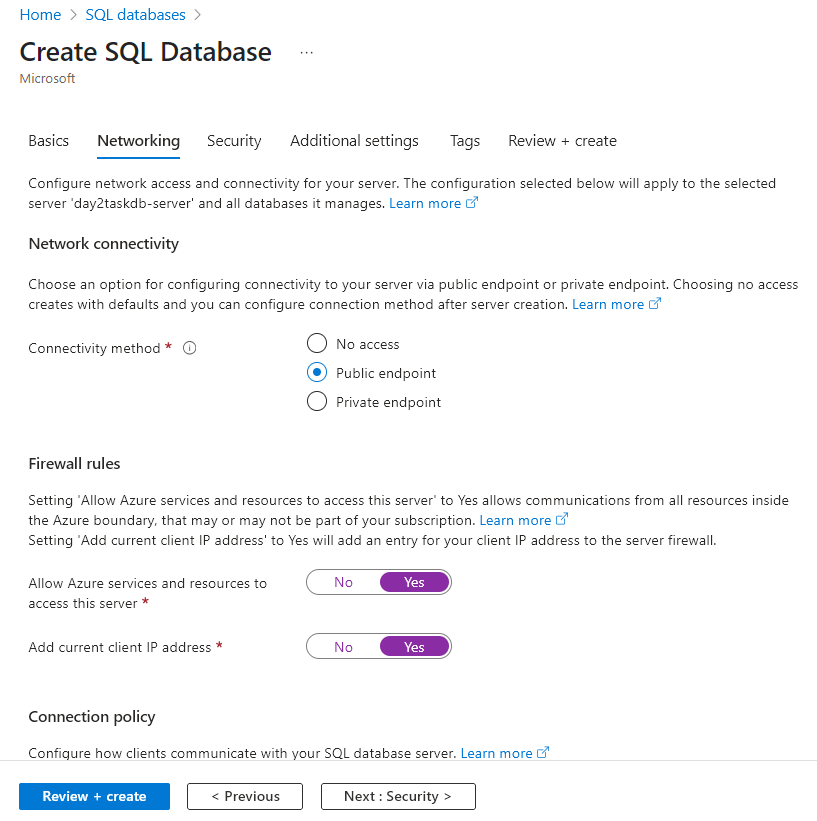 Home > SQL databases >
Create SQL Database ...
Microsoft
Basics Networking Security Additional settings Tags Review + create
Configure network access and connectivity for your server. The configuration selected below will apply to the selected
server 'day2taskdb-server' and all databases it manages. Learn more
Network connectivity
Choose an option for configuring connectivity to your server via public endpoint or private endpoint. Choosing no access
creates with defaults and you can configure connection method after server creation. Learn more
Connectivity method *
No access
Public endpoint
Private endpoint
Firewall rules
Setting 'Allow Azure services and resources to access this server' to Yes allows communications from all resources inside
the Azure boundary, that may or may not be part of your subscription. Learn more
Setting 'Add current client IP address' to Yes will add an entry for your client IP address to the server firewall.
Allow Azure services and resources to
access this server *
No Yes
Add current client IP address * No Yes
Connection policy
Configure how clients communicate with your SQL database server. Learn more
Review + create < Previous Next : Security >